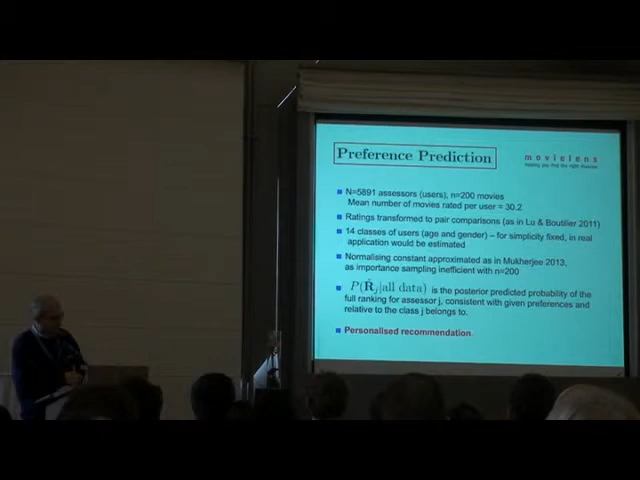 Preference Prediction
movielens
helping you find the right movies
N=5891 assessors (users), n=200 movies
Mean number of movies rated per user = 30.2
Ratings transformed to pair comparisons (as in Lu & Boutilier 2011)
14 classes of users (age and gender) – for simplicity fixed, in real
application would be estimated
Normalising constant approximated as in Mukherjee 2013,
as importance sampling inefficient with n=200
P(R̃ⱼ|all data) is the posterior predicted probability of the
full ranking for assessor j, consistent with given preferences and
relative to the class j belongs to.
Personalised recommendation